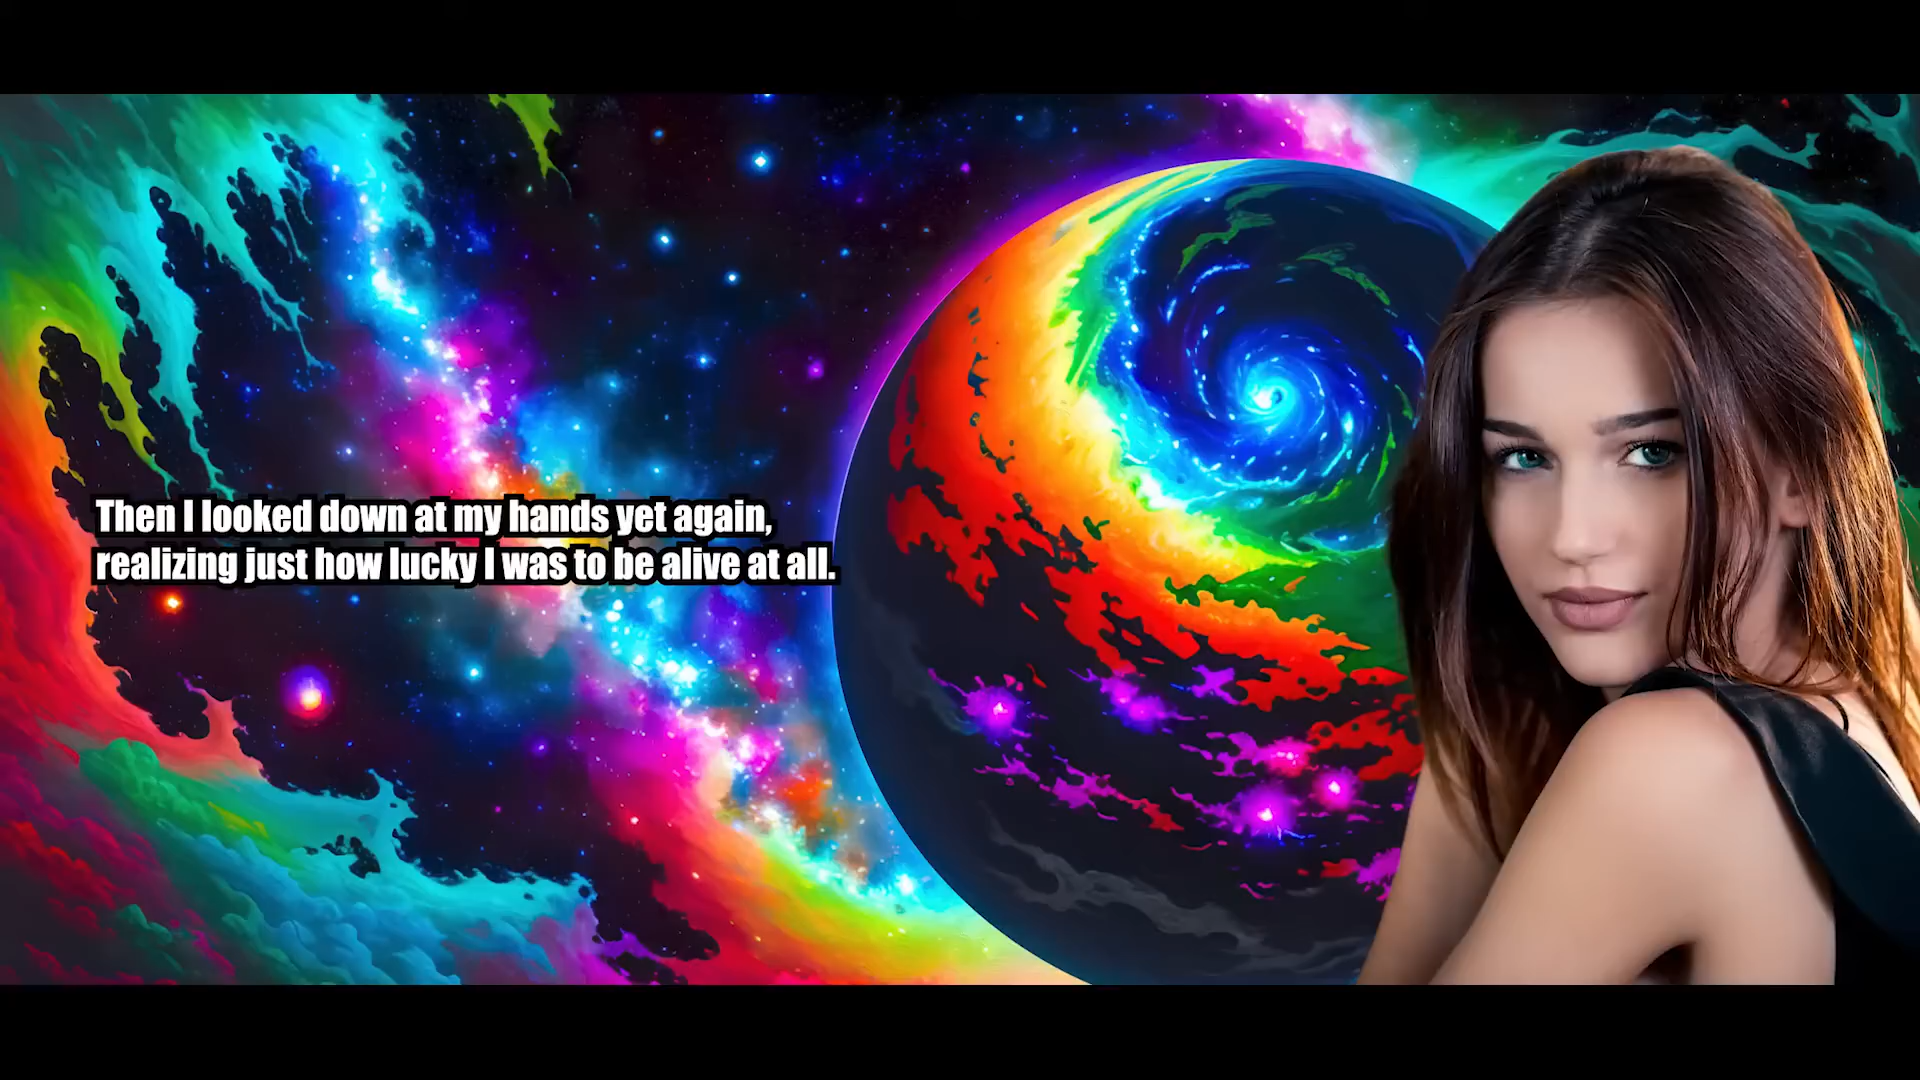 Then I looked down at my hands yet again,
realizing just how lucky I was to be alive at all.